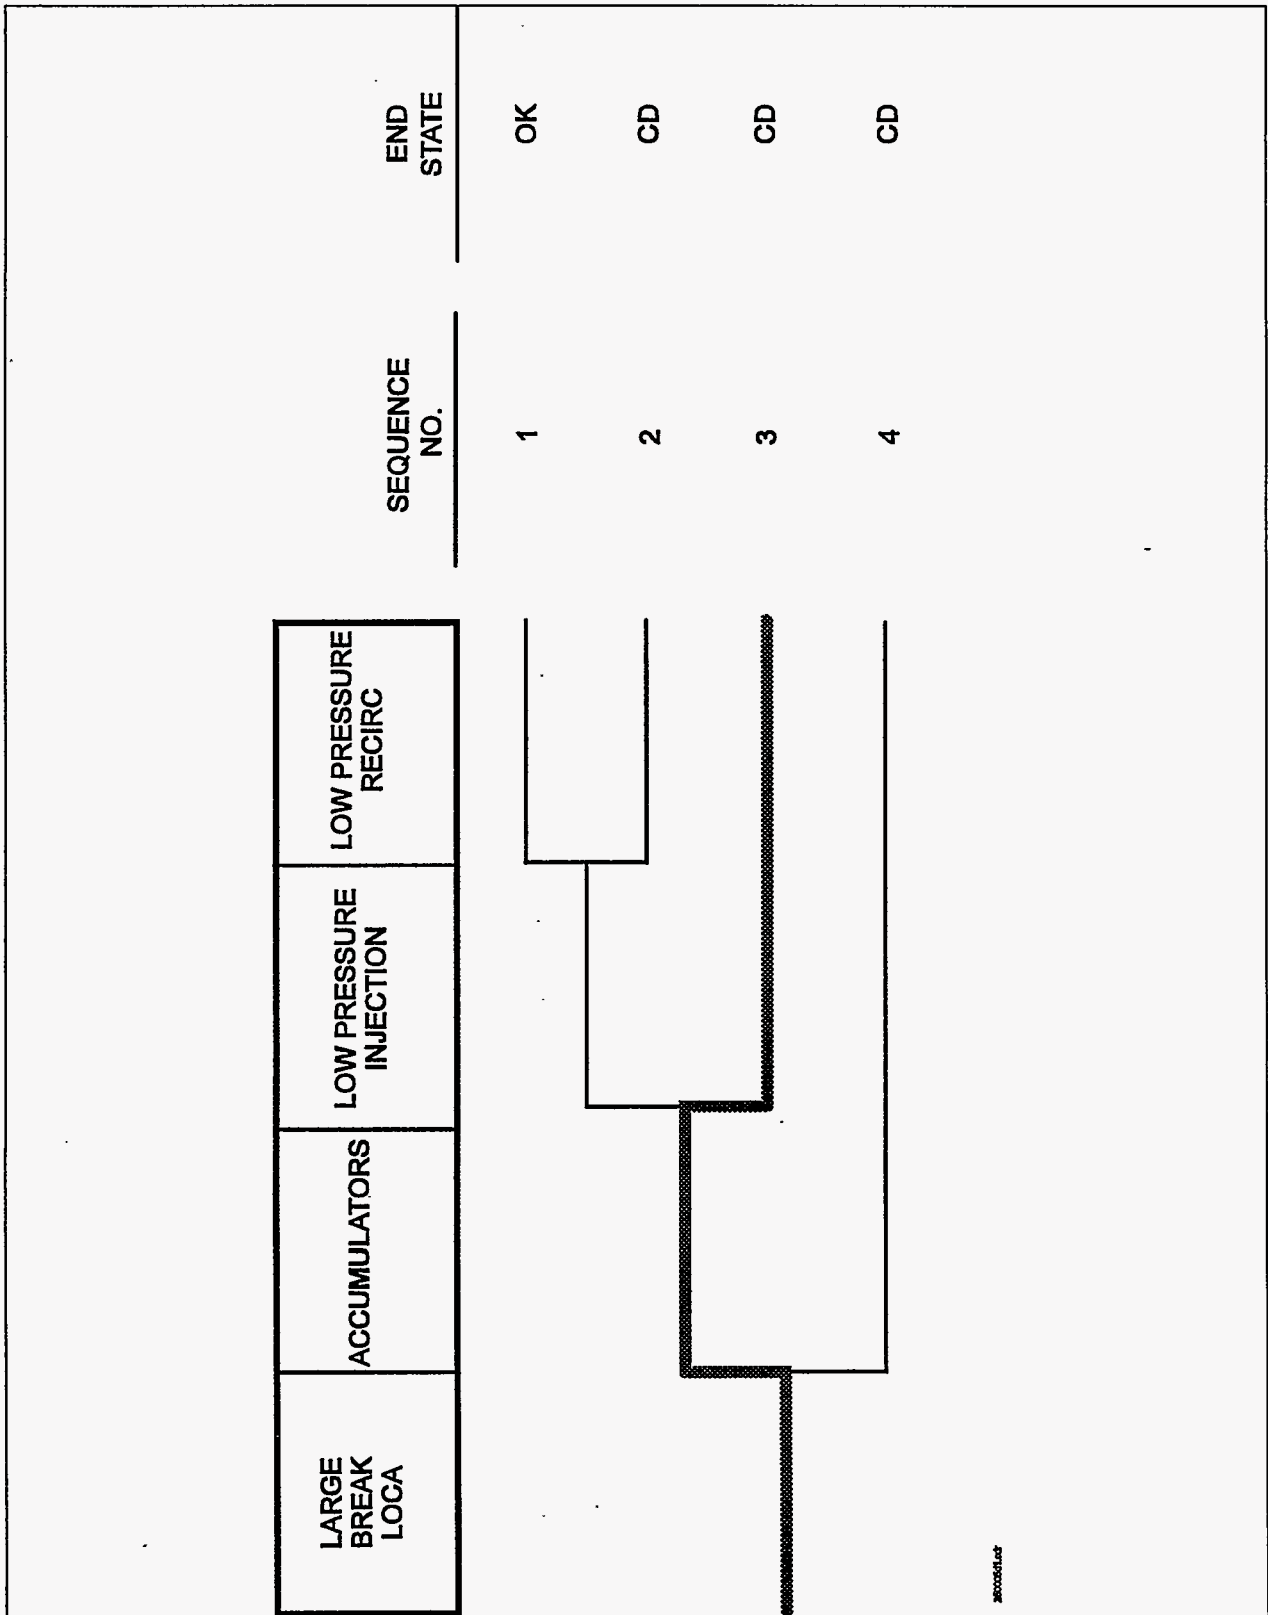 LARGE
BREAK
LOCA
ACCUMULATORS
LOW PRESSURE
INJECTION
LOW PRESSURE
RECIRC
SEQUENCE
NO.
END
STATE
1
OK
2
CD
3
CD
4
CD